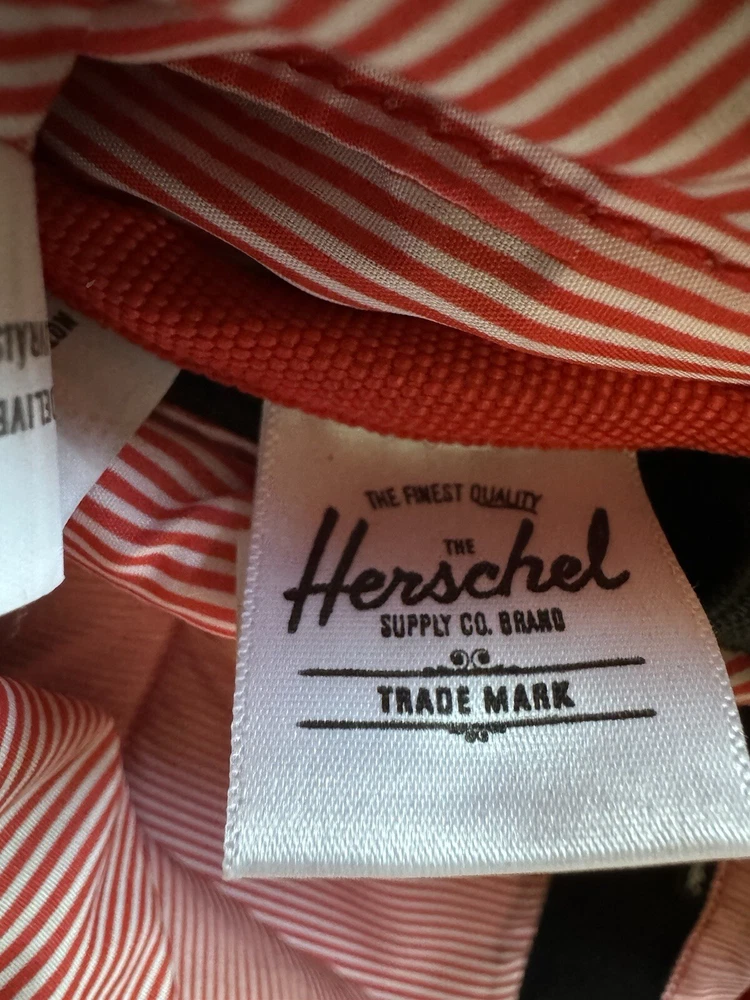 THE FINEST QUALITY
THE
Herschel
SUPPLY CO. BRAND
TRADE MARK